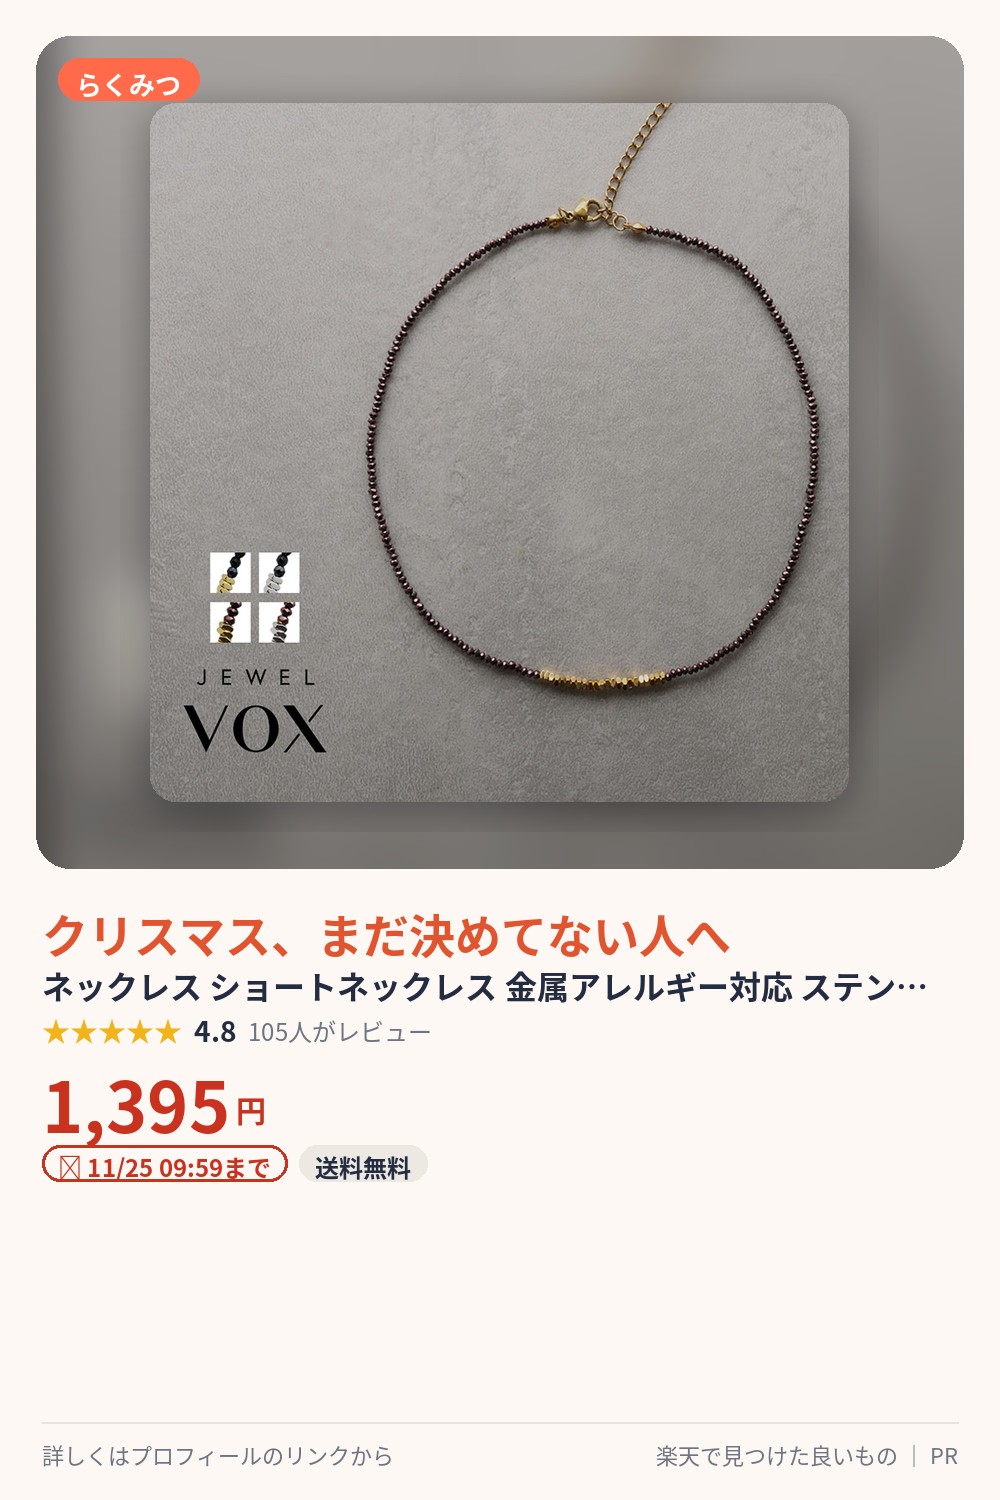 らくみつ
JEWEL
VOX
クリスマス、まだ決めてない人へ
ネックレス ショートネックレス 金属アレルギー対応 ステン…
★★★★★ 4.8 105人がレビュー
1,395円
11/25 09:59まで 送料無料
詳しくはプロフィールのリンクから
楽天で見つけた良いもの｜PR